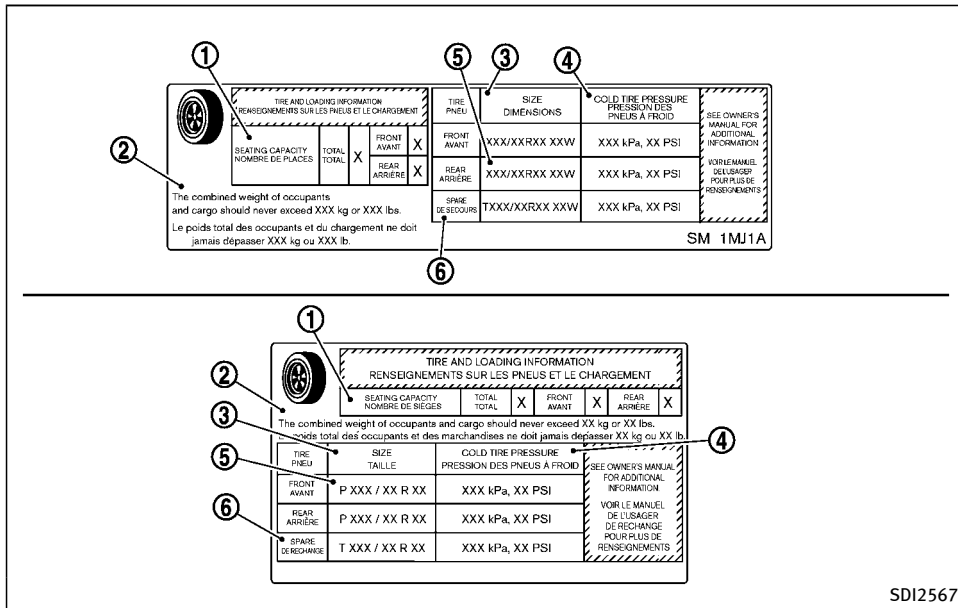 1
5
3
4
2
TIRE AND LOADING INFORMATION
RENSEIGNEMENTS SUR LES PNEUS ET LE CHARGEMENT
SEATING CAPACITY
NOMBRE DE PLACES
TOTAL
TOTAL
X
FRONT
AVANT
X
REAR
ARRIÈRE
X
The combined weight of occupants
and cargo should never exceed XXX kg or XXX lbs.
Le poids total des occupants et du chargement ne doit
jamais dépasser XXX kg ou XXX lb.
TIRE
PNEU
SIZE
DIMENSIONS
COLD TIRE PRESSURE
PRESSION DES
PNEUS À FROID
FRONT
AVANT
XXX/XXRXX XXW
XXX kPa, XX PSI
REAR
ARRIÈRE
XXX/XXRXX XXW
XXX kPa, XX PSI
SPARE
DE SECOURS
TXXX/XXRXX XXW
XXX kPa, XX PSI
SEE OWNER'S
MANUAL FOR
ADDITIONAL
INFORMATION
VOIR LE MANUEL
DE L'USAGER
POUR PLUS DE
RENSEIGNEMENTS
SM 1MJ1A
6
1
2
3
5
6
4
TIRE AND LOADING INFORMATION
RENSEIGNEMENTS SUR LES PNEUS ET LE CHARGEMENT
SEATING CAPACITY
NOMBRE DE SIÈGES
TOTAL
TOTAL
X
FRONT
AVANT
X
REAR
ARRIÈRE
X
The combined weight of occupants and cargo should never exceed XX kg or XX lbs.
poids total des occupants et des marchandises ne doit jamais dépasser XX kg ou XX lb.
TIRE
PNEU
SIZE
TAILLE
COLD TIRE PRESSURE
PRESSION DES PNEUS À FROID
FRONT
AVANT
P XXX / XX R XX
XXX kPa, XX PSI
REAR
ARRIÈRE
P XXX / XX R XX
XXX kPa, XX PSI
SPARE
DE RECHANGE
T XXX / XX R XX
XXX kPa, XX PSI
SEE OWNER'S MANUAL
FOR ADDITIONAL
INFORMATION
VOIR LE MANUEL
DE L'USAGER
DE RECHANGE
POUR PLUS DE
RENSEIGNEMENTS
SDI2567